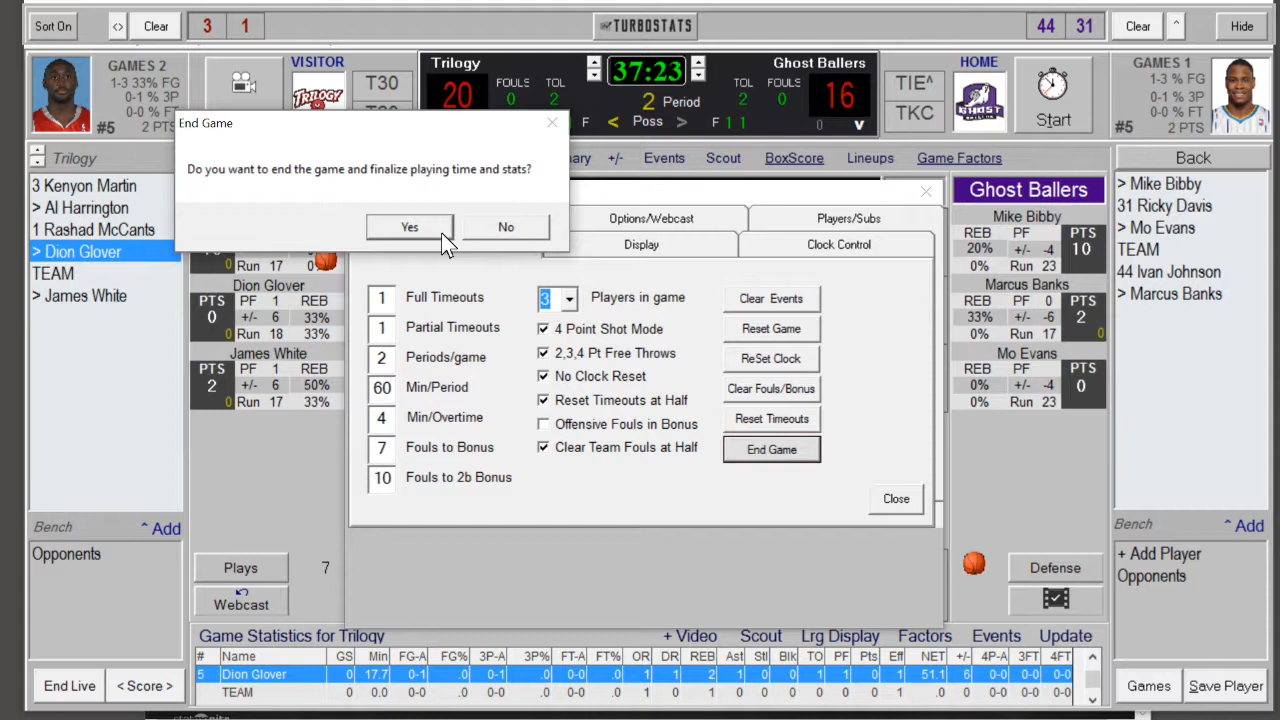 Sort On <> Clear 3 1 TURBOSTATS 44 31 Clear ^ Hide
GAMES 2
1-3 33% FG
0-1 % 3P
0-0 % FT
#5 2 PTS
VISITOR
TRILOGY
T30
Trilogy 37:23 Ghost Ballers
20 FOULS TOL TOL FOULS 16
0 2 2 Period 2 0
F < Poss > F 1 1 0 v
TIE^
TKC
HOME
GHOST
Start
GAMES 1
1-3 % FG
0-1 % 3P
0-0 % FT
#5 2 PTS
End Game
Do you want to end the game and finalize playing time and stats?
Yes No
Trilogy
3 Kenyon Martin
> Al Harrington
1 Rashad McCants
> Dion Glover
TEAM
> James White
Bench ^ Add
Opponents
End Live < Score >
+/- Events Scout BoxScore Lineups Game Factors
Run 17
Dion Glover
PTS PF 1 REB
0 +/- 6 33%
0 Run 18 33%
James White
PTS PF 1 REB
2 +/- 6 50%
0 Run 17 33%
Plays 7
Webcast
Options/Webcast Players/Subs
Display Clock Control
1 Full Timeouts 3 Players in game Clear Events
1 Partial Timeouts 4 Point Shot Mode Reset Game
2 Periods/game 2,3,4 Pt Free Throws ReSet Clock
60 Min/Period No Clock Reset Clear Fouls/Bonus
4 Min/Overtime Reset Timeouts at Half Reset Timeouts
7 Fouls to Bonus Offensive Fouls in Bonus End Game
10 Fouls to 2b Bonus Clear Team Fouls at Half
Close
Ghost Ballers
Mike Bibby
REB PF PTS
20% +/- -4 10
0% Run 23
Marcus Banks
REB PF 0 PTS
33% +/- -6 2
0% Run 17 0
Mo Evans
REB PF PTS
0% +/- -4 0
0% Run 23
Defense
Back
> Mike Bibby
31 Ricky Davis
> Mo Evans
TEAM
44 Ivan Johnson
> Marcus Banks
Bench ^ Add
+ Add Player
Opponents
Games Save Player
Game Statistics for Trilogy + Video Scout Lrg Display Factors Events Update
# Name GS Min FG-A FG% 3P-A 3P% FT-A FT% OR DR REB Ast Stl Blk TO PF Pts Eff NET +/- 4P-A 3FT 4FT
5 Dion Glover 0 17.7 0-1 .0 0-1 .0 0-0 .0 1 1 2 1 0 0 1 1 0 1 51.1 6 0-0 0-0 0-0
TEAM 0 0.0 0-0 .0 0-0 .0 0-0 .0 0 0 0 0 0 0 0 0 0 0 .0 0 0-0 0-0 0-0